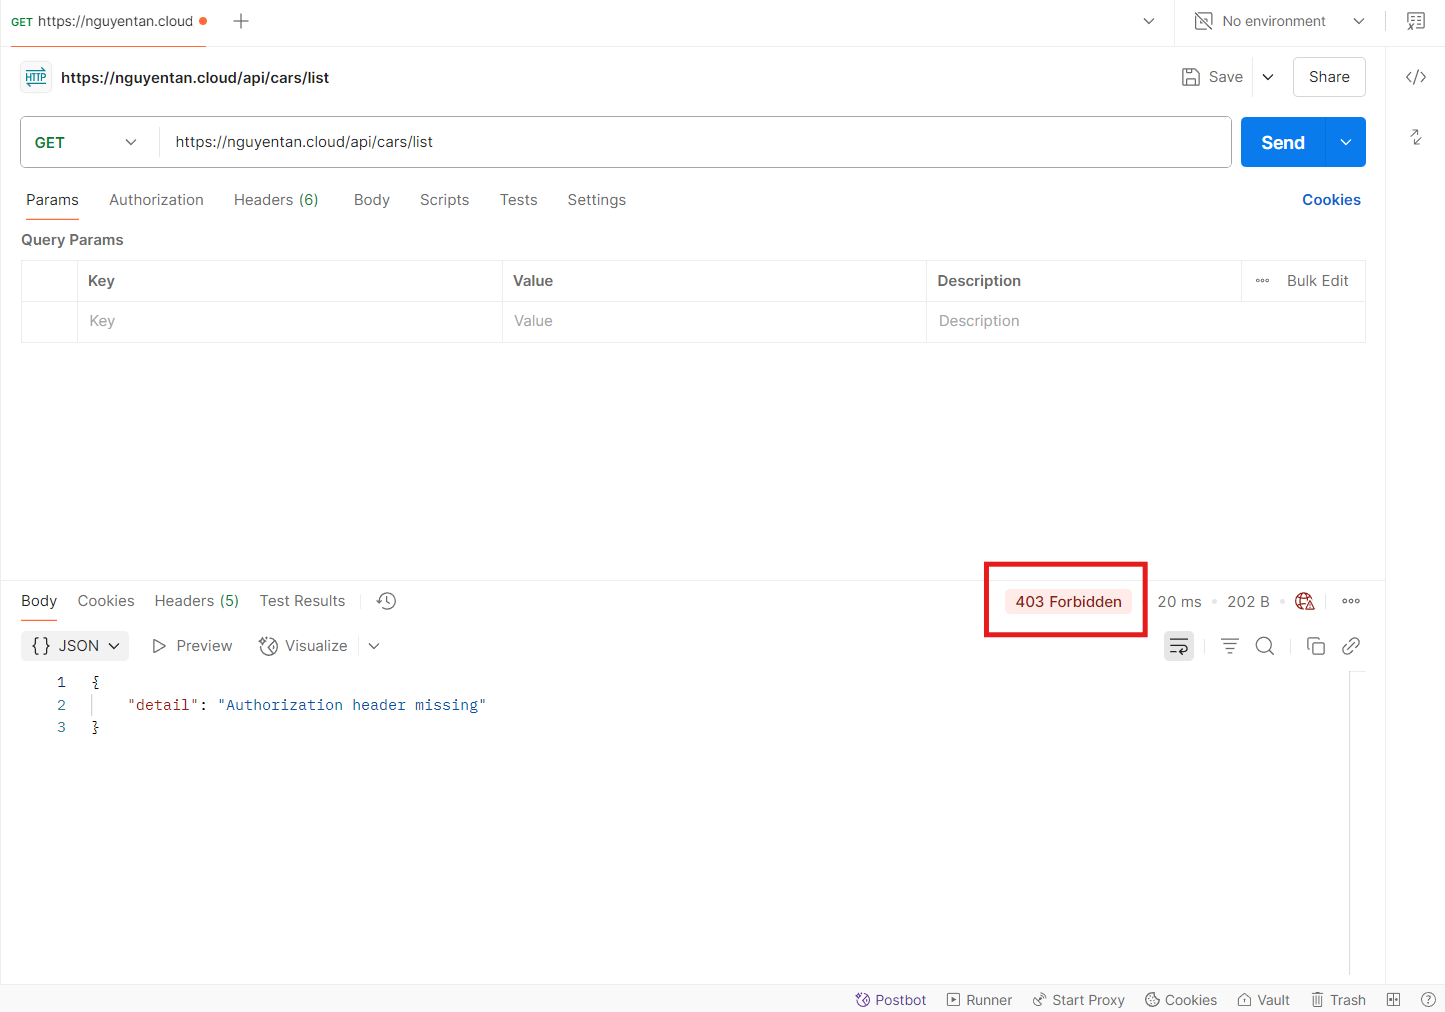 GET https://nguyentan.cloud
No environment
HTTP https://nguyentan.cloud/api/cars/list
Save
Share
GET
https://nguyentan.cloud/api/cars/list
Send
Params Authorization Headers (6) Body Scripts Tests Settings
Cookies
Query Params
Key Value Description
Bulk Edit
Key Value Description
Body Cookies Headers (5) Test Results
403 Forbidden
20 ms • 202 B
{} JSON
Preview
Visualize
1 {
2 "detail": "Authorization header missing"
3 }
Postbot Runner Start Proxy Cookies Vault Trash